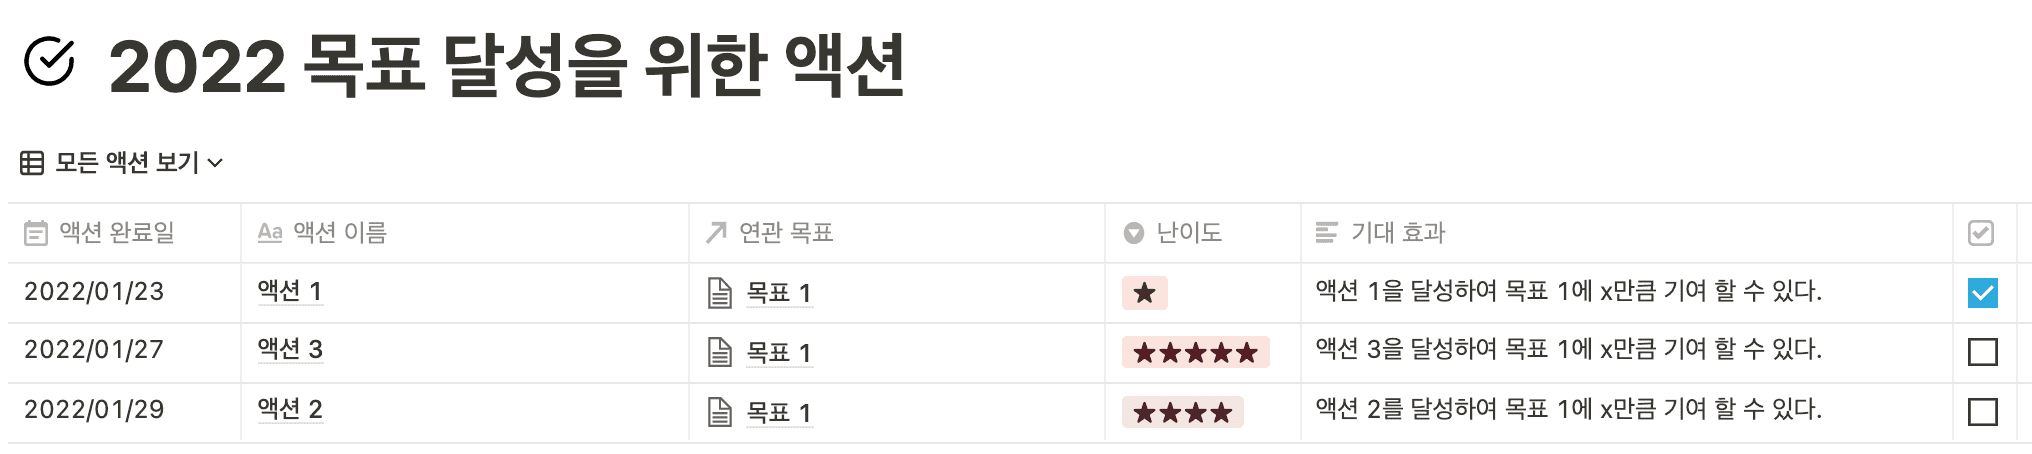 2022 목표 달성을 위한 액션
모든 액션 보기
액션 완료일 Aa 액션 이름 연관 목표 난이도 기대 효과
2022/01/23 액션 1 목표 1 ★ 액션 1을 달성하여 목표 1에 x만큼 기여 할 수 있다.
2022/01/27 액션 3 목표 1 ★★★★★ 액션 3을 달성하여 목표 1에 x만큼 기여 할 수 있다.
2022/01/29 액션 2 목표 1 ★★★★ 액션 2를 달성하여 목표 1에 x만큼 기여 할 수 있다.